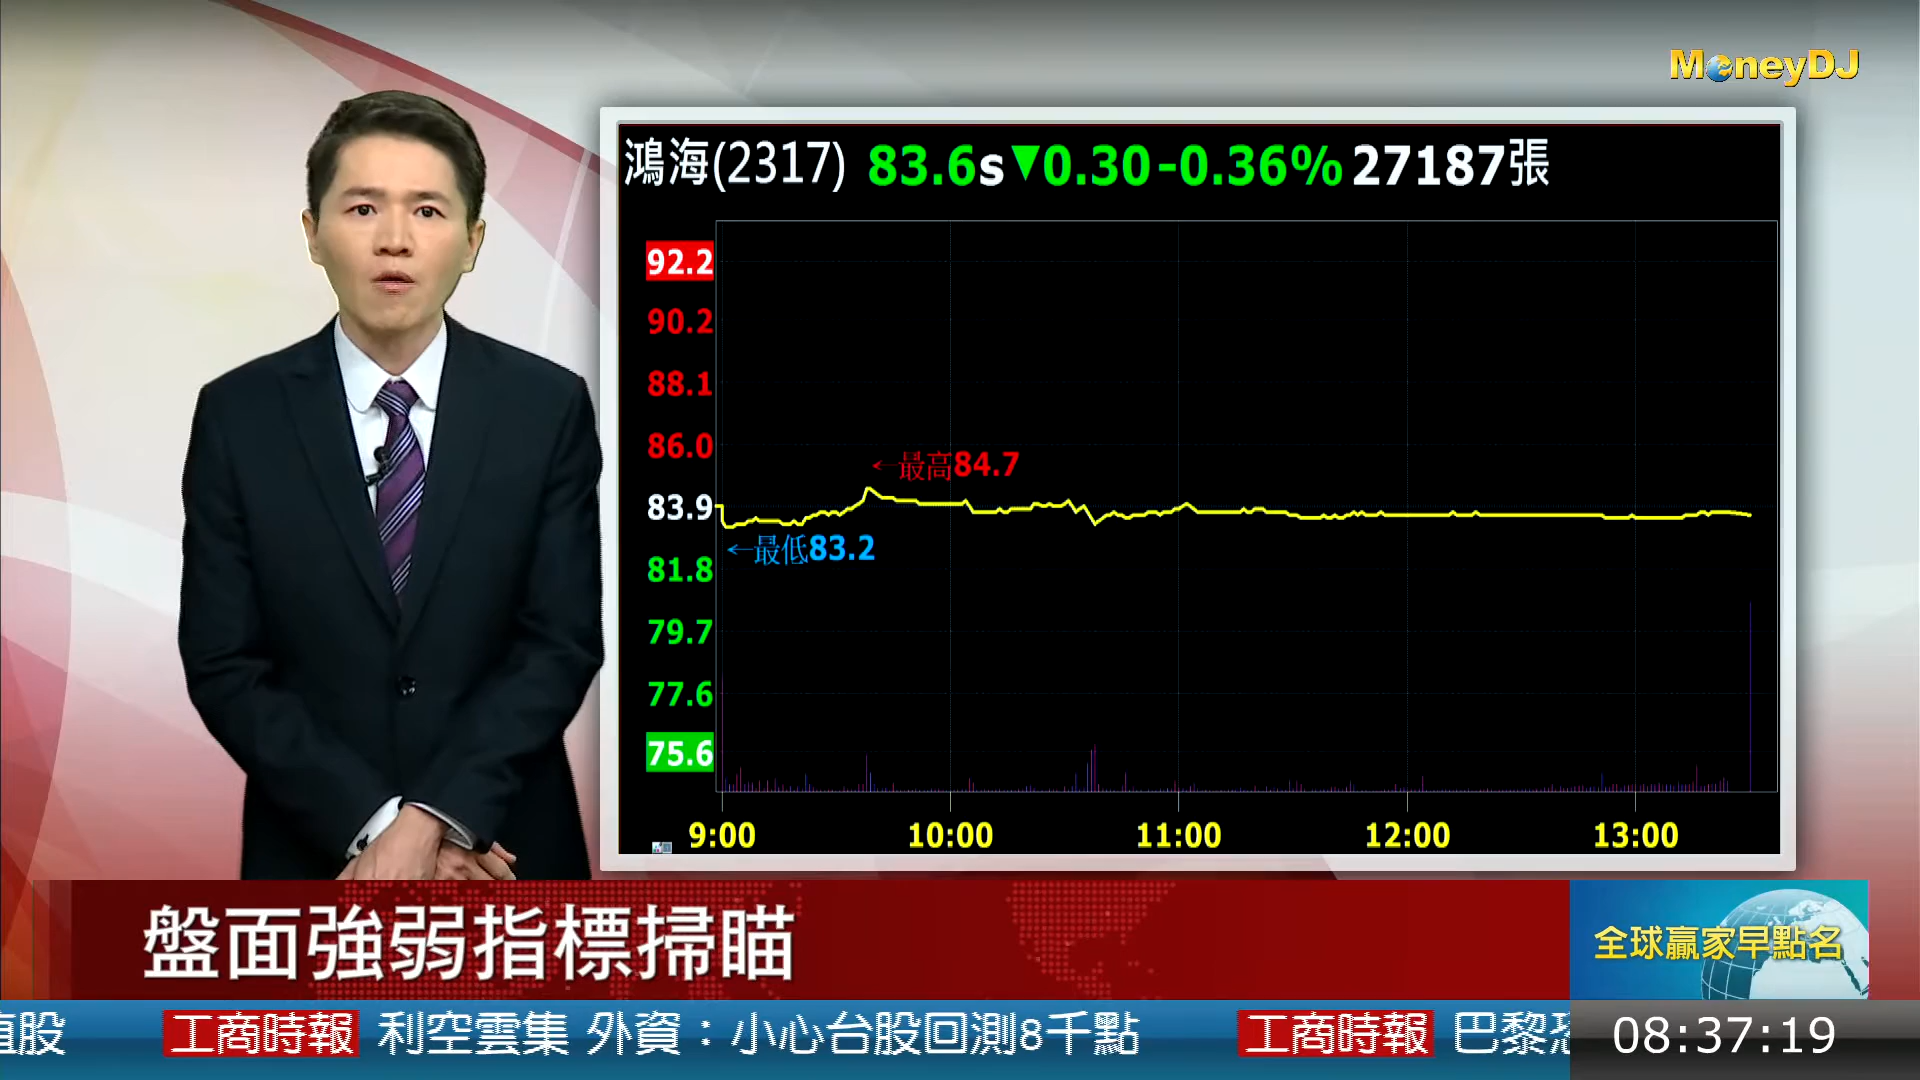 MoneyDJ
鴻海(2317) 83.6s▼0.30-0.36%27187張
92.2
90.2
88.1
86.0
83.9
81.8
79.7
77.6
75.6
←最高84.7
←最低83.2
9:00 10:00 11:00 12:00 13:00
盤面強弱指標掃瞄
全球贏家早點名
值股 工商時報 利空雲集 外資：小心台股回測8千點 工商時報 巴黎恐
08:37:19